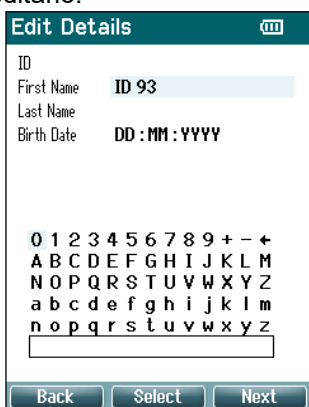 Edit Details
ID
First Name ID 93
Last Name
Birth Date DD : MM : YYYY
0 1 2 3 4 5 6 7 8 9 + - ←
A B C D E F G H I J K L M
N O P Q R S T U V W X Y Z
a b c d e f g h i j k l m
n o p q r s t u v w x y z
Back Select Next